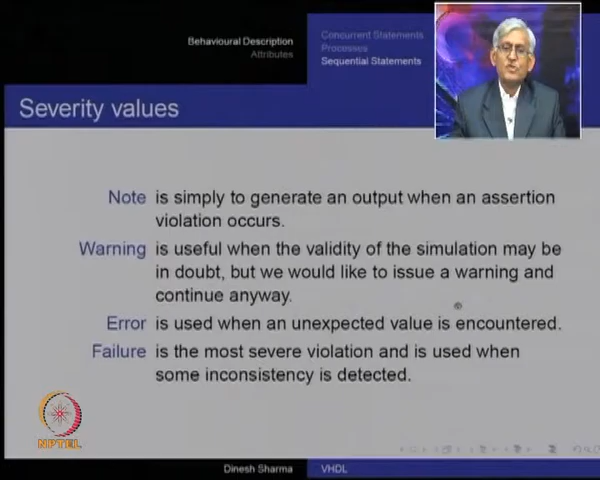 Behavioural Description
Attributes
Concurrent Statements
Processes
Sequential Statements
Severity values
Note is simply to generate an output when an assertion
violation occurs.
Warning is useful when the validity of the simulation may be
in doubt, but we would like to issue a warning and
continue anyway.
Error is used when an unexpected value is encountered.
Failure is the most severe violation and is used when
some inconsistency is detected.
NPTEL
Dinesh Sharma
VHDL